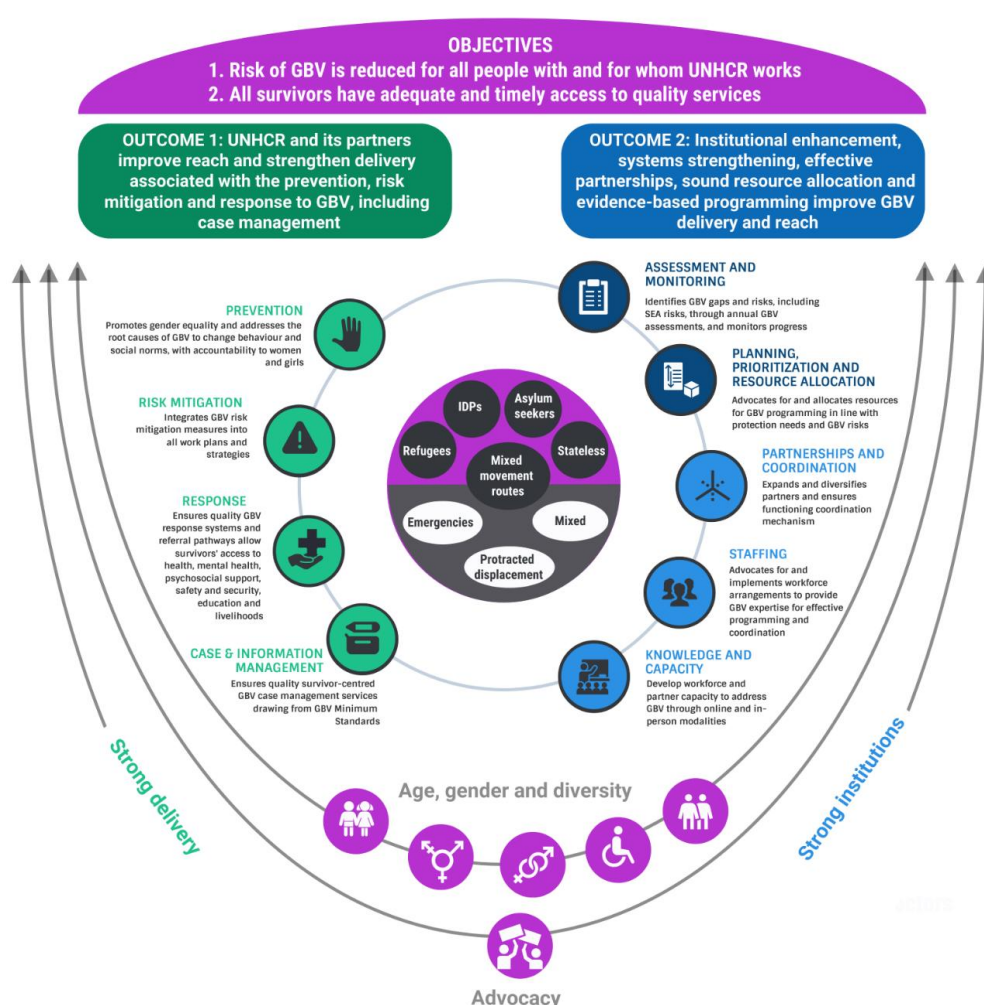 OBJECTIVES
1. Risk of GBV is reduced for all people with and for whom UNHCR works
2. All survivors have adequate and timely access to quality services
OUTCOME 1: UNHCR and its partners
improve reach and strengthen delivery
associated with the prevention, risk
mitigation and response to GBV, including
case management
OUTCOME 2: Institutional enhancement,
systems strengthening, effective
partnerships, sound resource allocation and
evidence-based programming improve GBV
delivery and reach
PREVENTION
Promotes gender equality and addresses the
root causes of GBV to change behaviour and
social norms, with accountability to women
and girls
RISK MITIGATION
Integrates GBV risk
mitigation measures into
all work plans and
strategies
RESPONSE
Ensures quality GBV
response systems and
referral pathways allow
survivors' access to
health, mental health,
psychosocial support,
safety and security,
education and
livelihoods
CASE & INFORMATION
MANAGEMENT
Ensures quality survivor-centred
GBV case management services
drawing from GBV Minimum
Standards
IDPs
Asylum
seekers
Refugees
Stateless
Mixed
movement
routes
Emergencies
Mixed
Protracted
displacement
ASSESSMENT AND
MONITORING
Identifies GBV gaps and risks, including
SEA risks, through annual GBV
assessments, and monitors progress
PLANNING,
PRIORITIZATION AND
RESOURCE ALLOCATION
Advocates for and allocates resources
for GBV programming in line with
protection needs and GBV risks
PARTNERSHIPS AND
COORDINATION
Expands and diversifies
partners and ensures
functioning coordination
mechanism
STAFFING
Advocates for and
implements workforce
arrangements to provide
GBV expertise for effective
programming and
coordination
KNOWLEDGE AND
CAPACITY
Develop workforce and
partner capacity to address
GBV through online and in-
person modalities
Strong delivery
Strong institutions
Age, gender and diversity
Advocacy